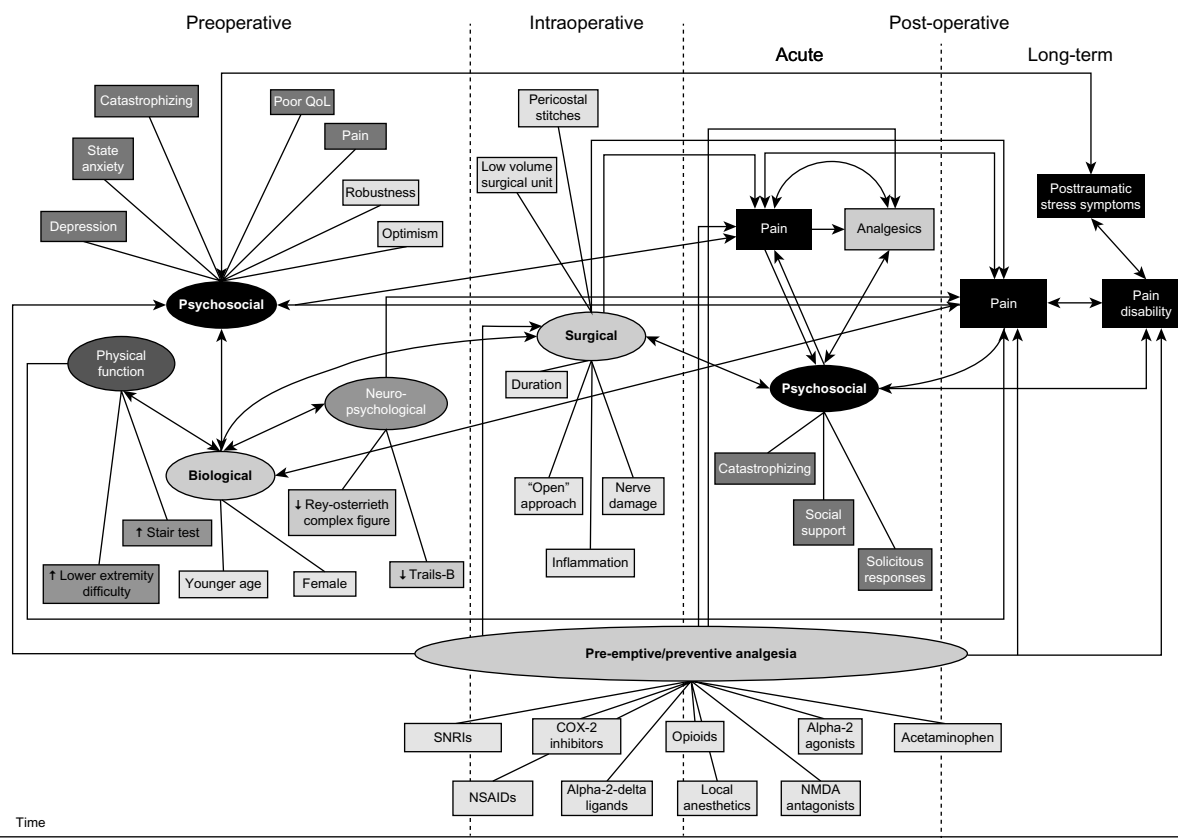 Preoperative
Intraoperative
Post-operative
Acute
Long-term
Catastrophizing
Poor QoL
State
anxiety
Pain
Robustness
Depression
Optimism
Psychosocial
Physical
function
Neuro-
psychological
Biological
↓ Rey-osterrieth
complex figure
↑ Stair test
↑ Lower extremity
difficulty
Younger age
Female
↓ Trails-B
Pericostal
stitches
Low volume
surgical unit
Surgical
Duration
"Open"
approach
Nerve
damage
Inflammation
Pain
Analgesics
Psychosocial
Catastrophizing
Social
support
Solicitous
responses
Posttraumatic
stress symptoms
Pain
Pain
disability
Pre-emptive/preventive analgesia
SNRIs
COX-2
inhibitors
Opioids
Alpha-2
agonists
Acetaminophen
NSAIDs
Alpha-2-delta
ligands
Local
anesthetics
NMDA
antagonists
Time